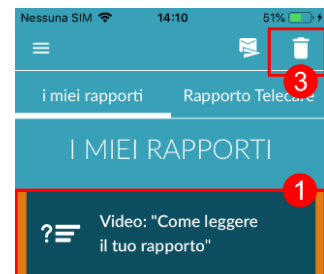 Nessuna SIM 14:10 51%
3
i miei rapporti Rapporto Telecare
I MIEI RAPPORTI
1
Video: "Come leggere
il tuo rapporto"